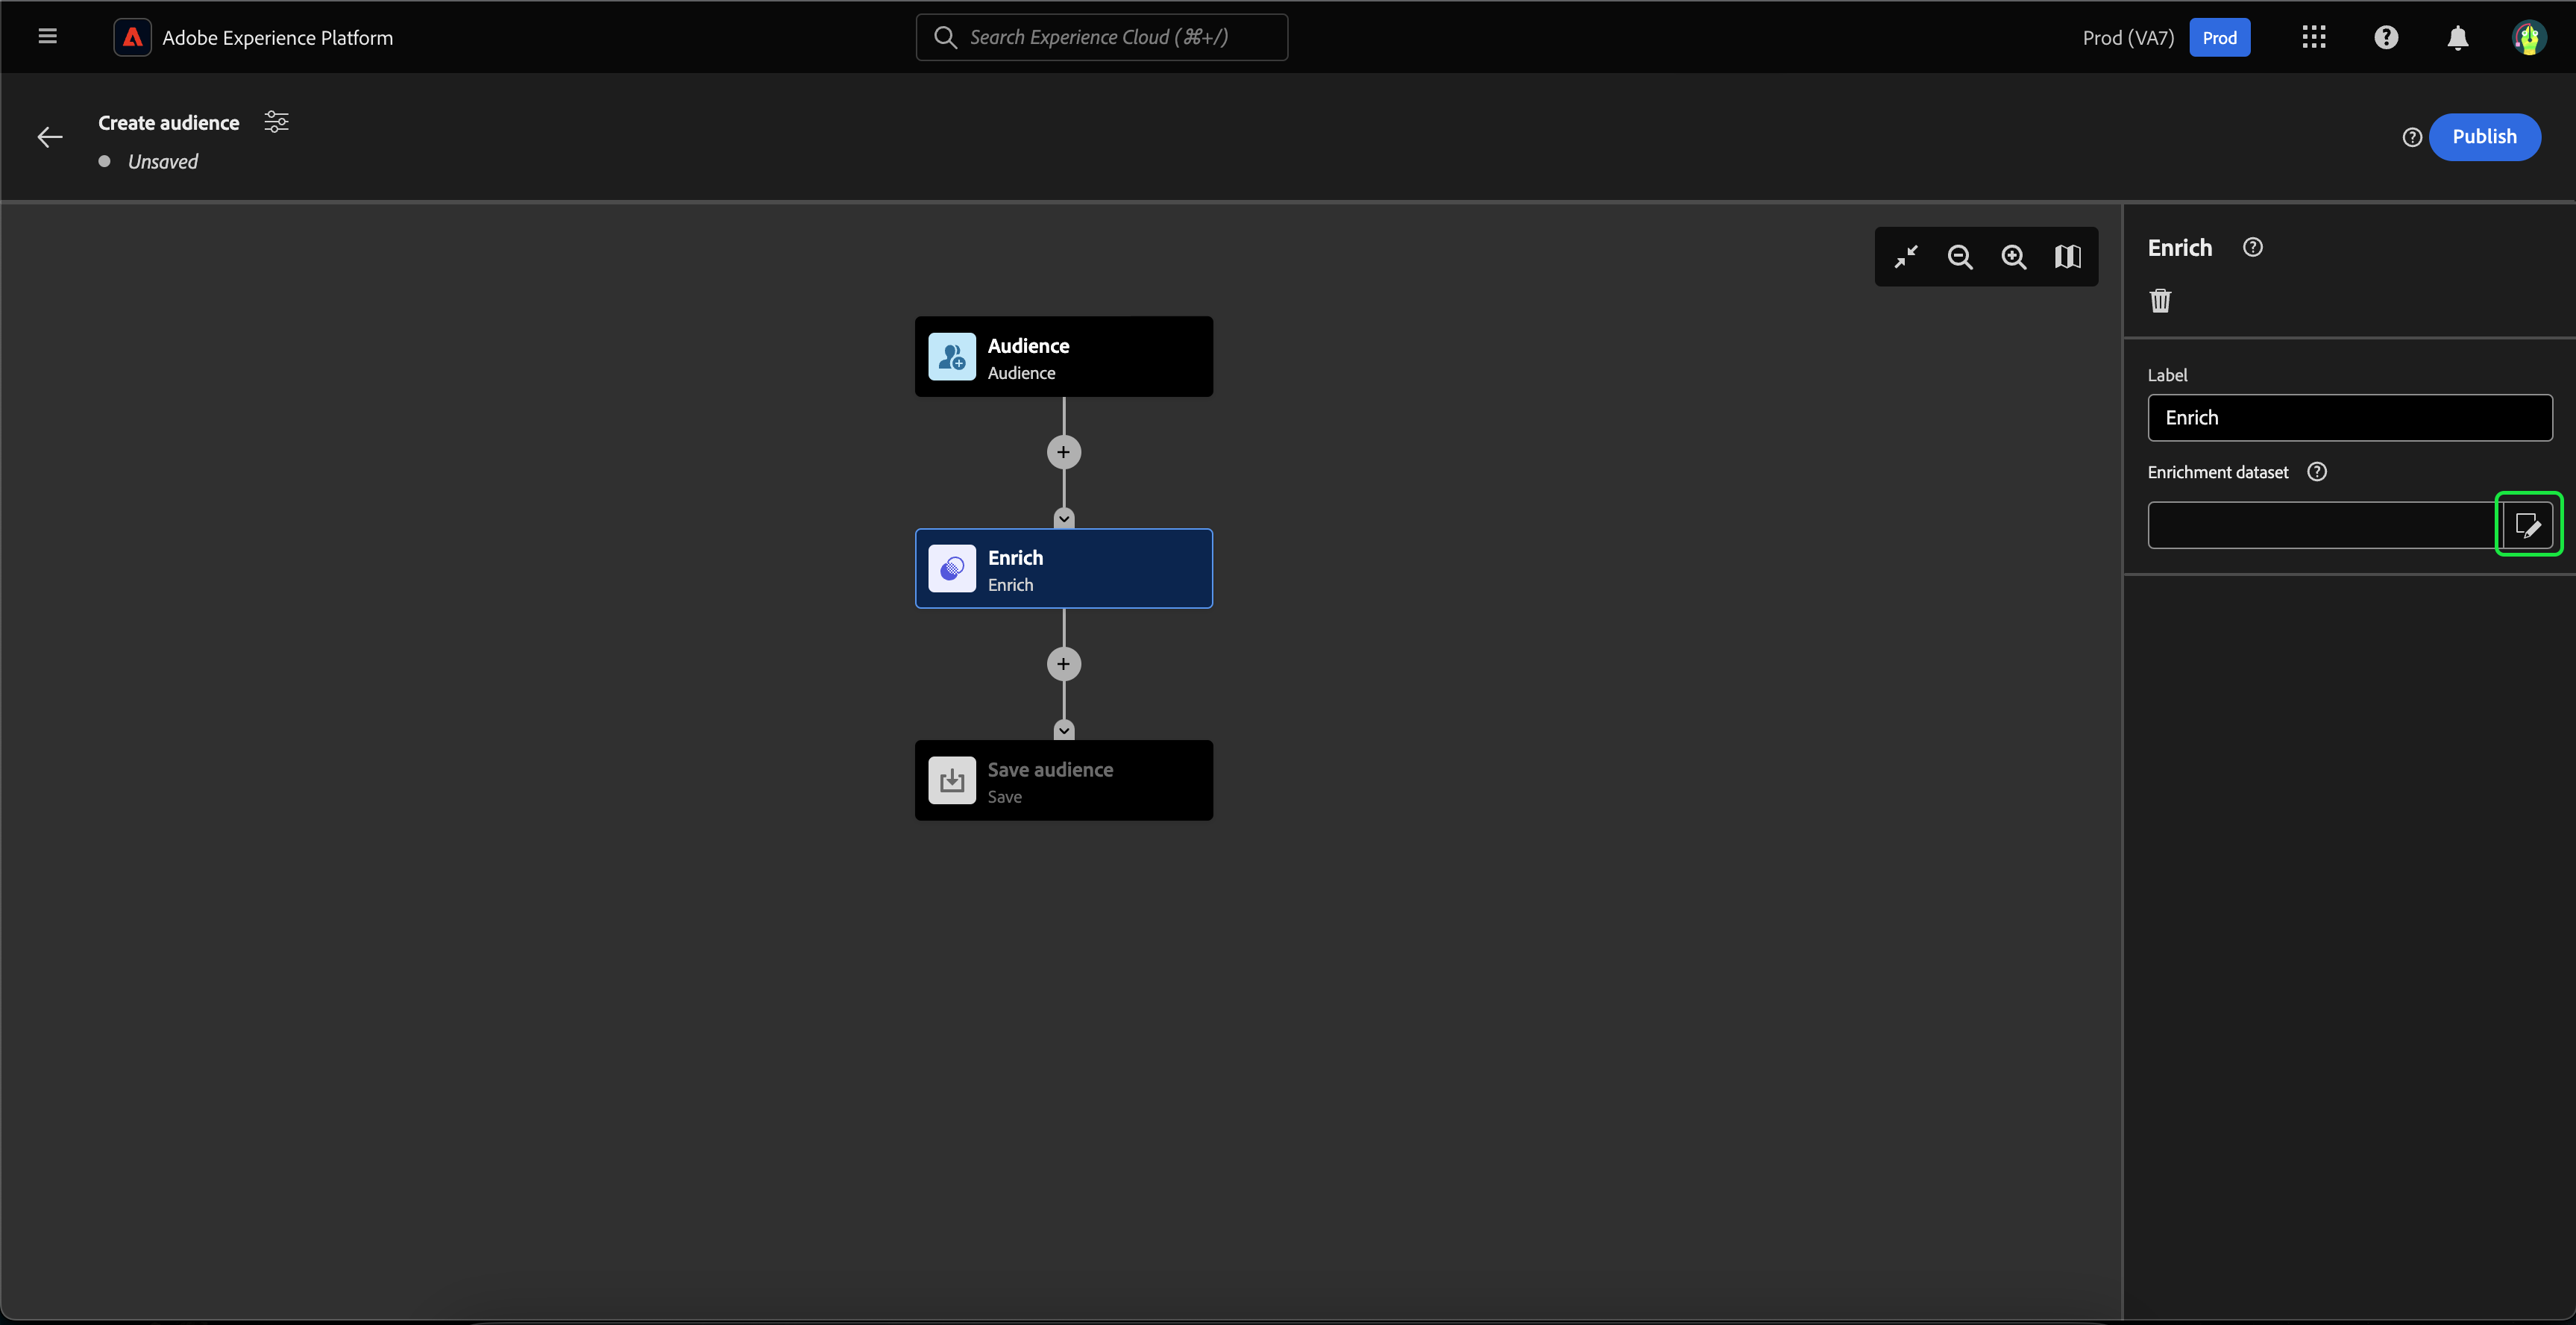 Adobe Experience Platform
Search Experience Cloud (⌘+/)
Prod (VA7)
Prod
Create audience
Unsaved
Publish
Audience
Audience
Enrich
Enrich
Save audience
Save
Enrich
Label
Enrich
Enrichment dataset